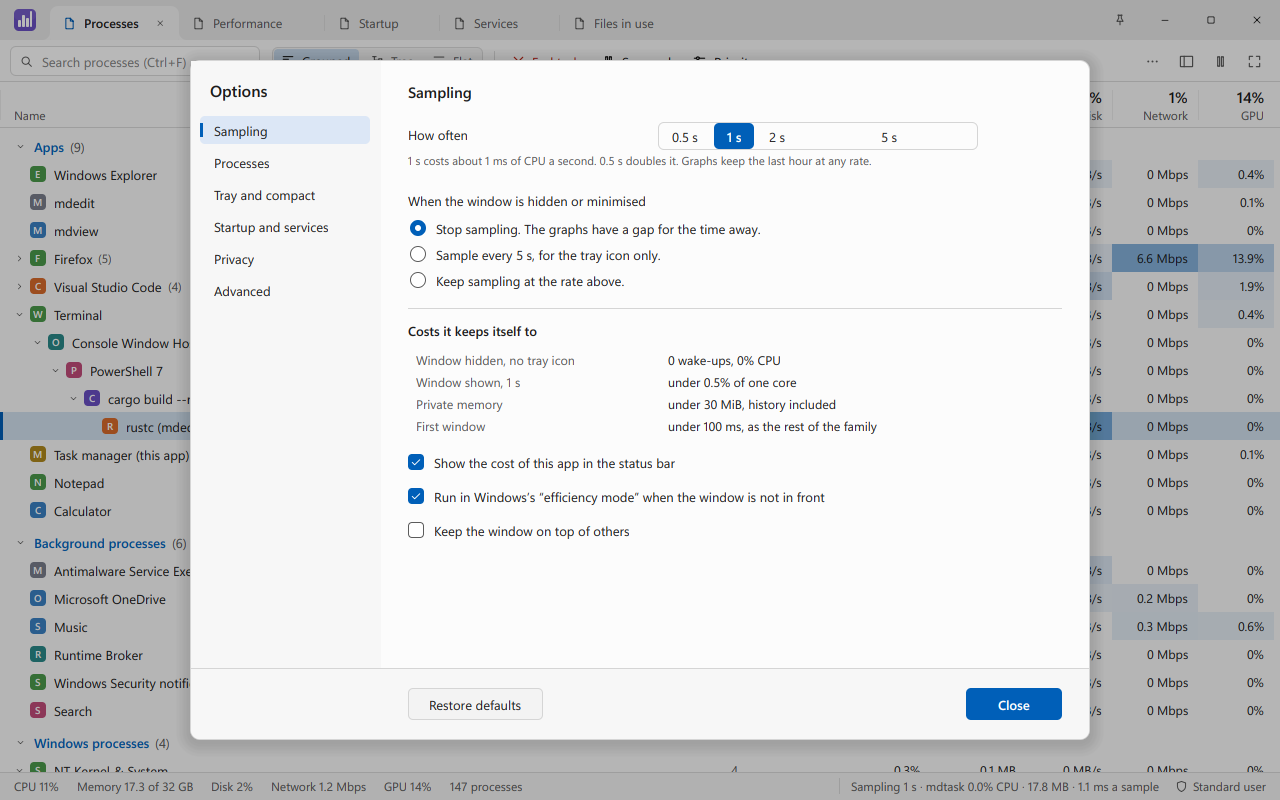 Processes
Performance
Startup
Services
Files in use
Search processes (Ctrl+F)
Options
Sampling
Processes
Tray and compact
Startup and services
Privacy
Advanced
Sampling
How often
0.5 s
1 s
2 s
5 s
1 s costs about 1 ms of CPU a second. 0.5 s doubles it. Graphs keep the last hour at any rate.
When the window is hidden or minimised
Stop sampling. The graphs have a gap for the time away.
Sample every 5 s, for the tray icon only.
Keep sampling at the rate above.
Costs it keeps itself to
Window hidden, no tray icon 0 wake-ups, 0% CPU
Window shown, 1 s under 0.5% of one core
Private memory under 30 MiB, history included
First window under 100 ms, as the rest of the family
Show the cost of this app in the status bar
Run in Windows's “efficiency mode” when the window is not in front
Keep the window on top of others
Restore defaults
Close
Name
% 1% 14%
Network GPU
Apps (9)
E Windows Explorer /s 0 Mbps 0.4%
M mdedit /s 0 Mbps 0.1%
M mdview /s 0 Mbps 0%
F Firefox (5) /s 6.6 Mbps 13.9%
C Visual Studio Code (4) /s 0 Mbps 1.9%
W Terminal /s 0 Mbps 0.4%
O Console Window Ho /s 0 Mbps 0%
P PowerShell 7 /s 0 Mbps 0%
C cargo build --r /s 0 Mbps 0%
R rustc (mded /s 0 Mbps 0%
M Task manager (this app) /s 0 Mbps 0.1%
N Notepad /s 0 Mbps 0%
C Calculator /s 0 Mbps 0%
Background processes (6)
M Antimalware Service Exe /s 0 Mbps 0%
O Microsoft OneDrive /s 0.2 Mbps 0%
S Music /s 0.3 Mbps 0.6%
R Runtime Broker /s 0 Mbps 0%
S Windows Security notifi /s 0 Mbps 0%
S Search /s 0 Mbps 0%
Windows processes (4)
NT Kernel & System 4 0.3% 0.1 MB 0 MB/s 0 Mbps 0%
CPU 11% Memory 17.3 of 32 GB Disk 2% Network 1.2 Mbps GPU 14% 147 processes
Sampling 1 s · mdtask 0.0% CPU · 17.8 MB · 1.1 ms a sample
Standard user